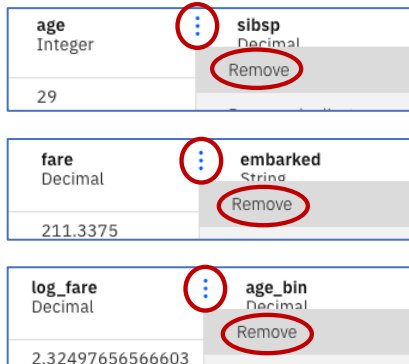 age sibsp
Integer Decimal
Remove
29
fare embarked
Decimal String
Remove
211.3375
log_fare age_bin
Decimal Decimal
Remove
2.32497656566603